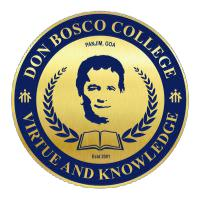 DON BOSCO COLLEGE
PANJIM, GOA
Estd.2001
VIRTUE AND KNOWLEDGE